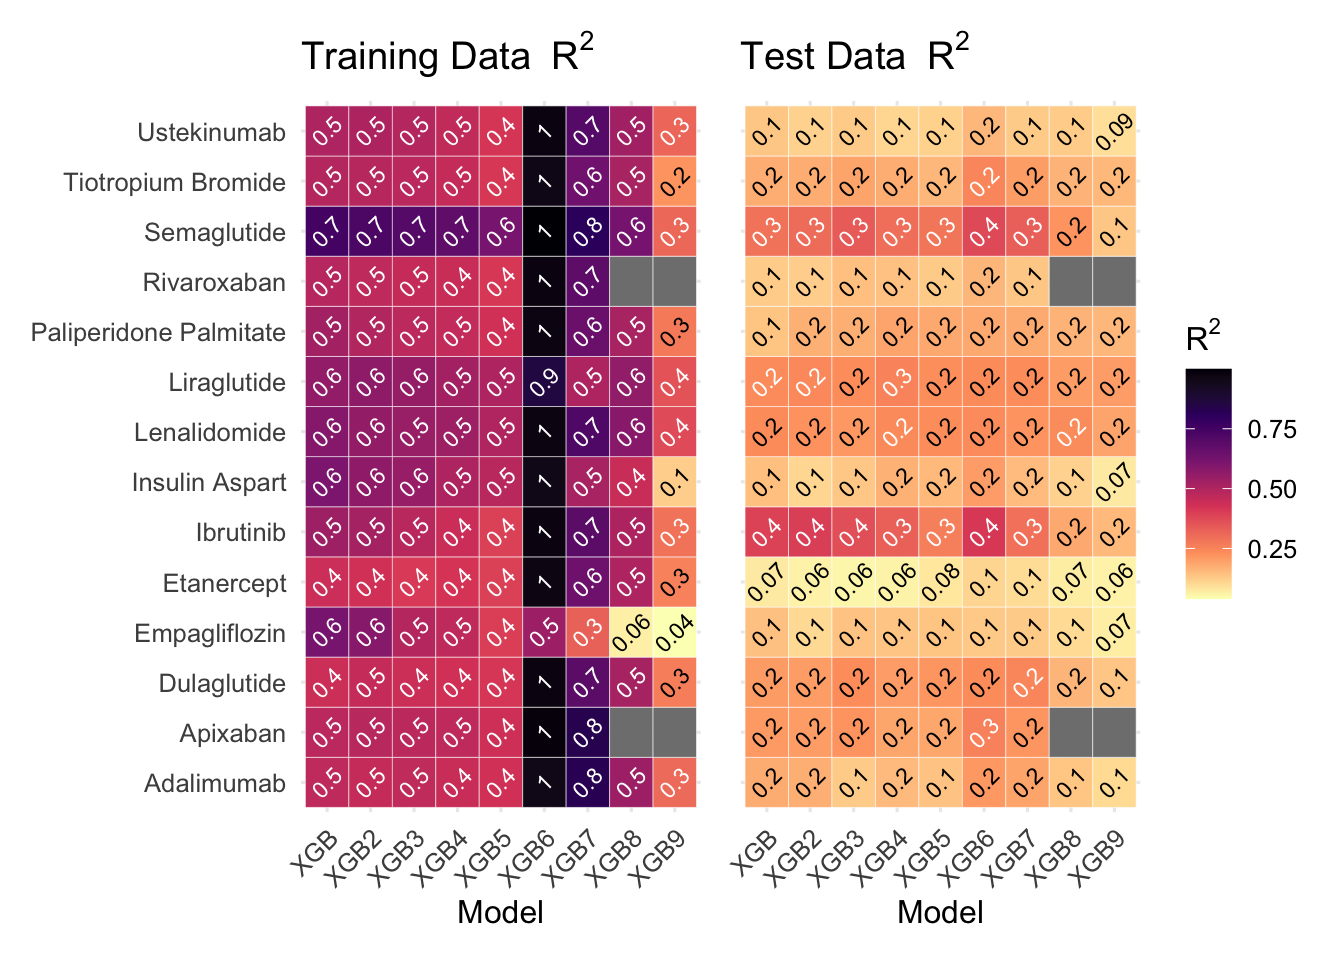 Training Data R²
Test Data R²
Ustekinumab 0.5 0.5 0.5 0.5 0.4 1 0.7 0.5 0.3 0.1 0.1 0.1 0.1 0.1 0.2 0.1 0.1 0.09
Tiotropium Bromide 0.5 0.5 0.5 0.5 0.4 1 0.6 0.5 0.2 0.2 0.2 0.2 0.2 0.2 0.2 0.2 0.2 0.2
Semaglutide 0.7 0.7 0.7 0.7 0.6 1 0.8 0.6 0.3 0.3 0.3 0.3 0.3 0.3 0.4 0.3 0.2 0.1
Rivaroxaban 0.5 0.5 0.5 0.4 0.4 1 0.7 0.1 0.1 0.1 0.1 0.1 0.2 0.1
Paliperidone Palmitate 0.5 0.5 0.5 0.5 0.4 1 0.6 0.5 0.3 0.1 0.2 0.2 0.2 0.2 0.2 0.2 0.2 0.2
Liraglutide 0.6 0.6 0.6 0.5 0.5 0.9 0.5 0.6 0.4 0.2 0.2 0.2 0.3 0.2 0.2 0.2 0.2 0.2
Lenalidomide 0.6 0.6 0.5 0.5 0.5 1 0.7 0.6 0.4 0.2 0.2 0.2 0.2 0.2 0.2 0.2 0.2 0.2
Insulin Aspart 0.6 0.6 0.6 0.5 0.5 1 0.5 0.4 0.1 0.1 0.1 0.1 0.2 0.2 0.2 0.2 0.1 0.07
Ibrutinib 0.5 0.5 0.5 0.4 0.4 1 0.7 0.5 0.3 0.4 0.4 0.4 0.3 0.3 0.4 0.3 0.2 0.2
Etanercept 0.4 0.4 0.4 0.4 0.4 1 0.6 0.5 0.3 0.07 0.06 0.06 0.06 0.08 0.1 0.1 0.07 0.06
Empagliflozin 0.6 0.6 0.5 0.5 0.4 0.5 0.3 0.06 0.04 0.1 0.1 0.1 0.1 0.1 0.1 0.1 0.1 0.07
Dulaglutide 0.4 0.5 0.4 0.4 0.4 1 0.7 0.5 0.3 0.2 0.2 0.2 0.2 0.2 0.2 0.2 0.2 0.1
Apixaban 0.5 0.5 0.5 0.5 0.4 1 0.8 0.2 0.2 0.2 0.2 0.2 0.3 0.2
Adalimumab 0.5 0.5 0.5 0.4 0.4 1 0.8 0.5 0.3 0.2 0.2 0.1 0.2 0.1 0.2 0.2 0.1 0.1
XGB XGB2 XGB3 XGB4 XGB5 XGB6 XGB7 XGB8 XGB9
XGB XGB2 XGB3 XGB4 XGB5 XGB6 XGB7 XGB8 XGB9
Model
Model
R²
0.75
0.50
0.25